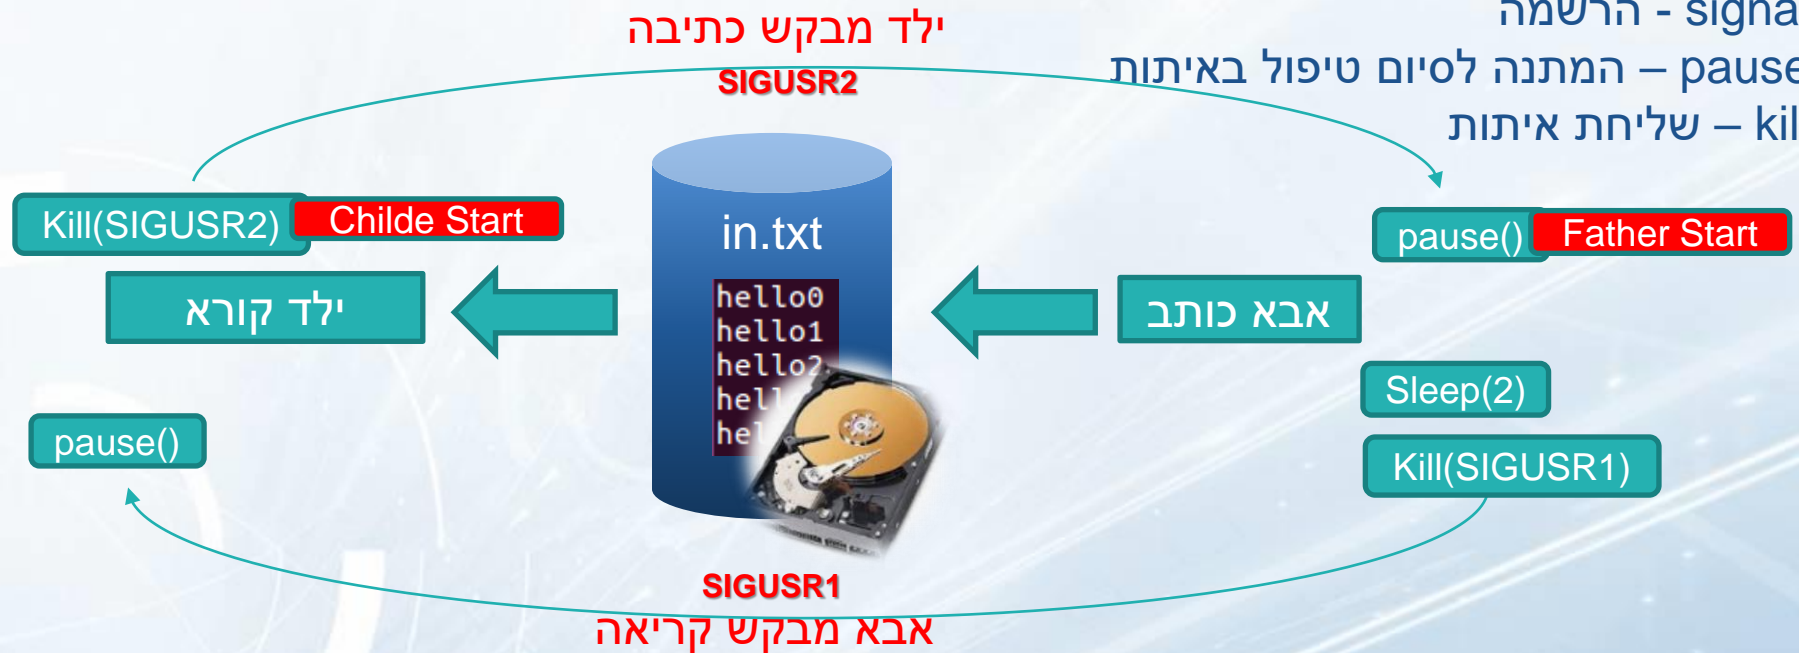 signa - הרשמה
pause – המתנה לסיום טיפול באיתות
kil – שליחת איתות
ילד מבקש כתיבה
SIGUSR2
Kill(SIGUSR2)
Childe Start
in.txt
pause()
Father Start
ילד קורא
hello0
hello1
hello2
hel
he
אבא כותב
Sleep(2)
pause()
Kill(SIGUSR1)
SIGUSR1
אבא מבקש קריאה